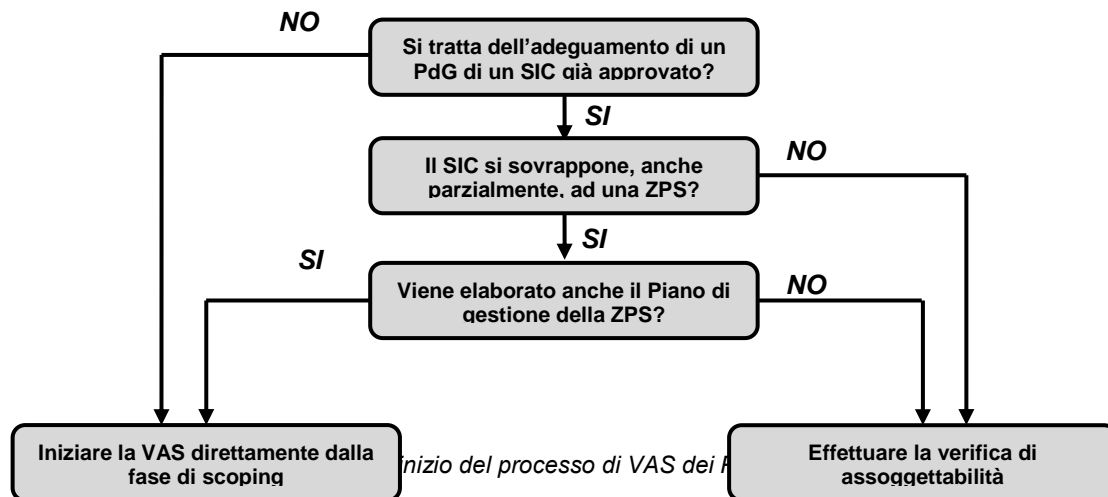 NO
Si tratta dell’adeguamento di un
PdG di un SIC già approvato?
SI
Il SIC si sovrappone, anche
parzialmente, ad una ZPS?
NO
SI
SI
Viene elaborato anche il Piano di
gestione della ZPS?
NO
Iniziare la VAS direttamente dalla
fase di scoping
inizio del processo di VAS dei
Effettuare la verifica di
assoggettabilità